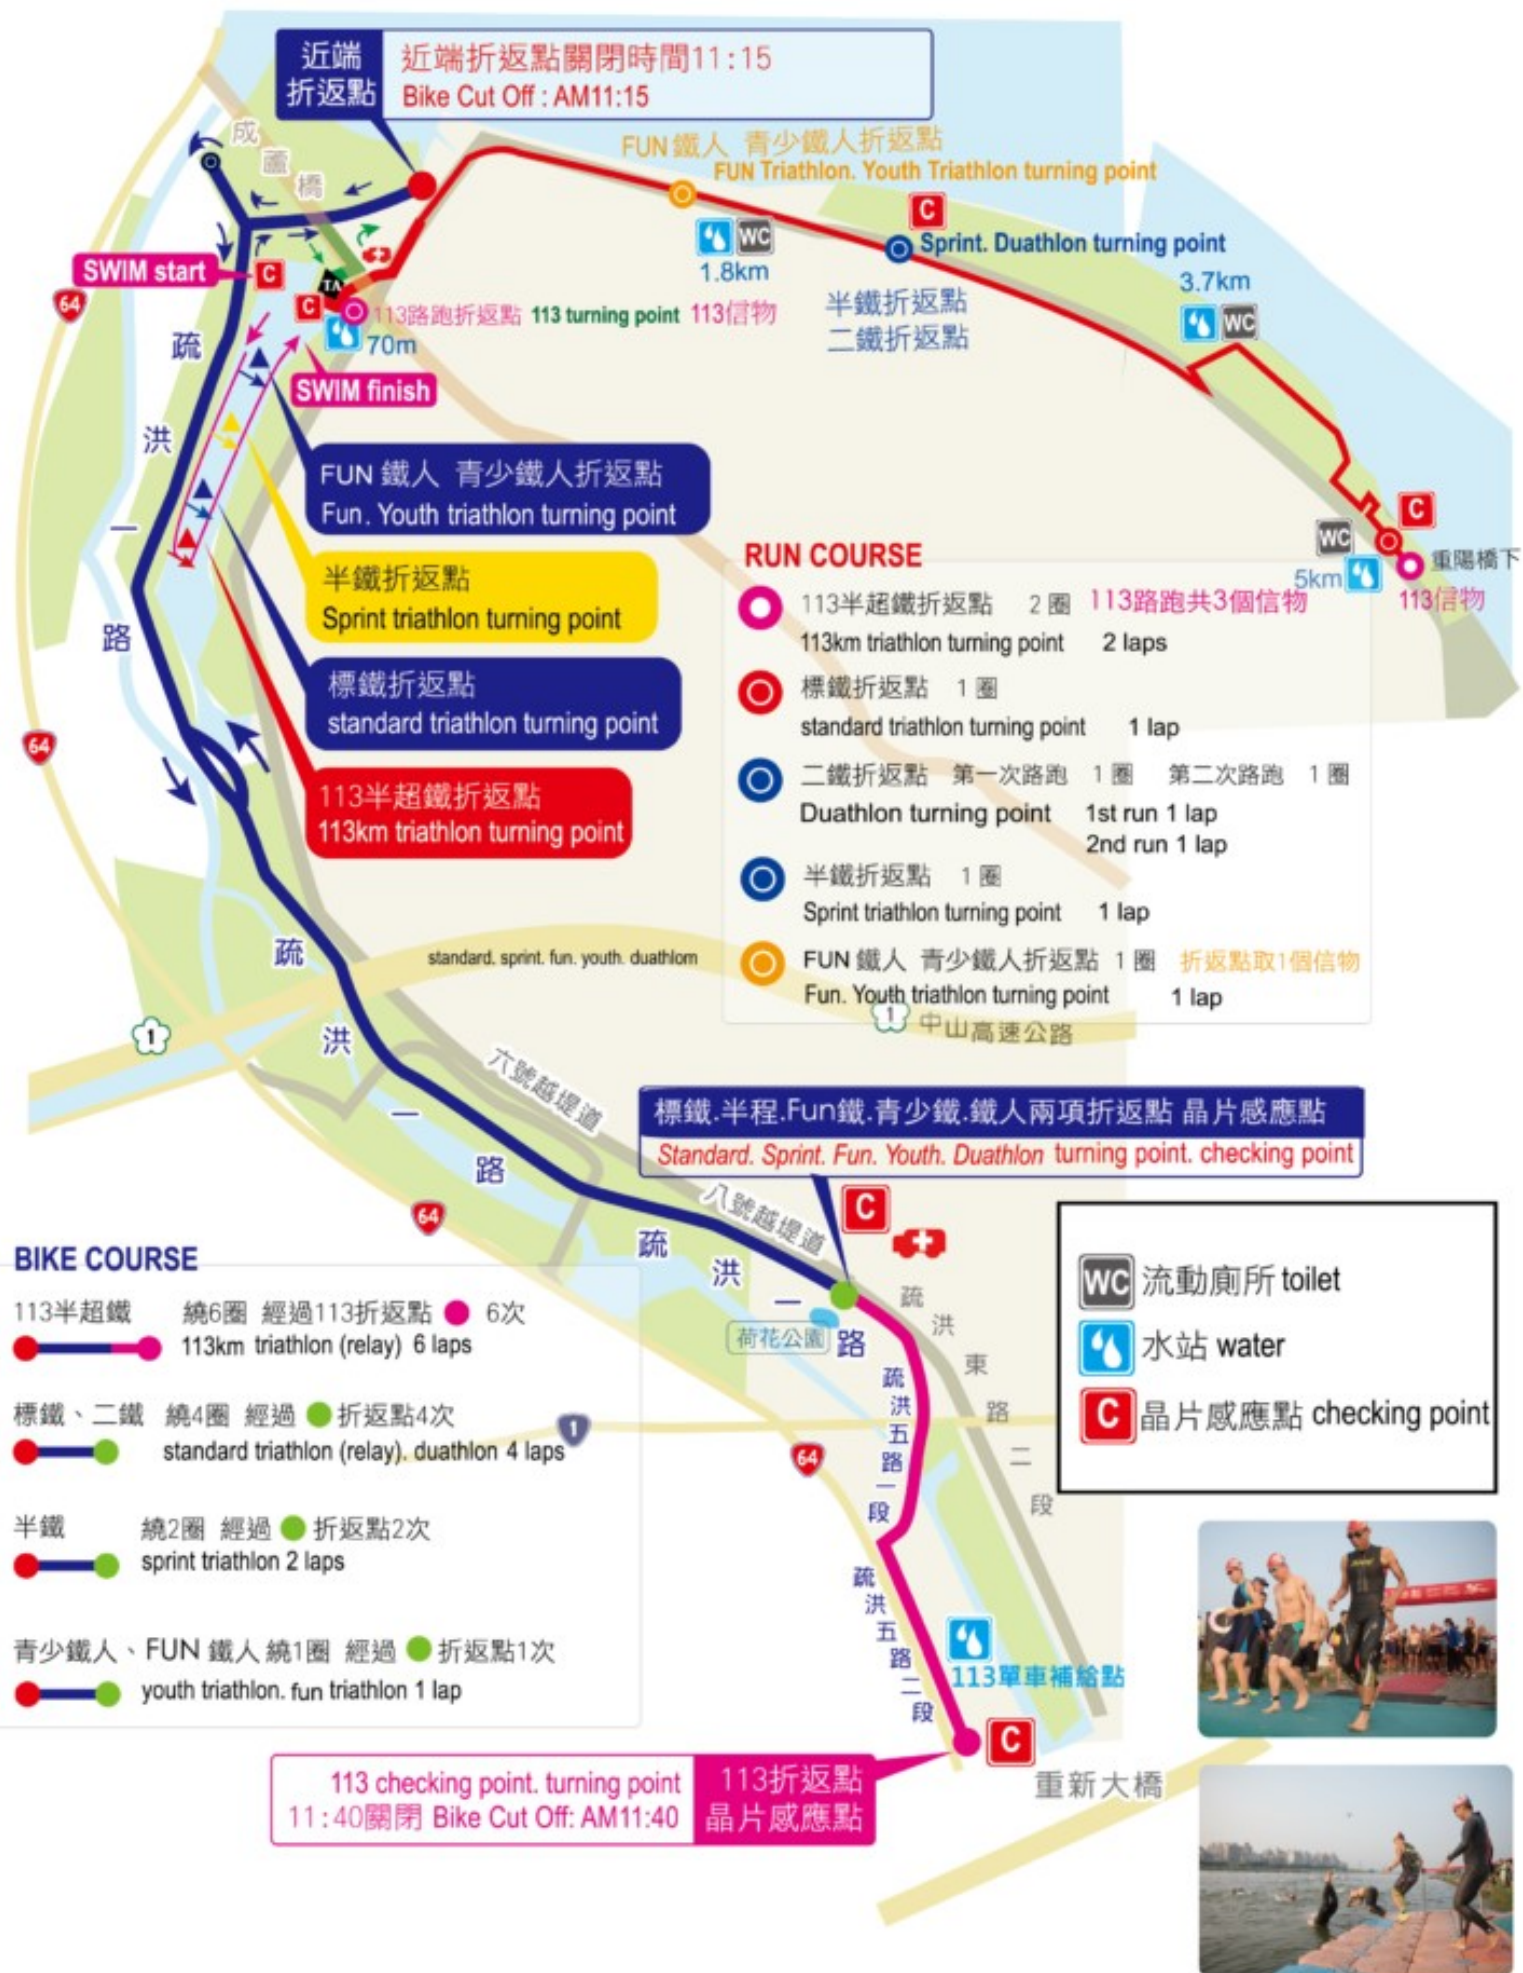 近端
折返點
近端折返點關閉時間11:15
Bike Cut Off : AM11:15
成蘆橋
FUN 鐵人 青少鐵人折返點
FUN Triathlon. Youth Triathlon turning point
C
Sprint. Duathlon turning point
WC
1.8km
半鐵折返點
二鐵折返點
3.7km
WC
SWIM start
C
64
TA
C
113路跑折返點 113 turning point 113信物
70m
SWIM finish
疏洪一路
FUN 鐵人 青少鐵人折返點
Fun. Youth triathlon turning point
半鐵折返點
Sprint triathlon turning point
標鐵折返點
standard triathlon turning point
113半超鐵折返點
113km triathlon turning point
C
WC
5km
重陽橋下
113信物
RUN COURSE
113半超鐵折返點 2圈 113路跑共3個信物
113km triathlon turning point 2 laps
標鐵折返點 1圈
standard triathlon turning point 1 lap
二鐵折返點 第一次路跑 1圈 第二次路跑 1圈
Duathlon turning point 1st run 1 lap
2nd run 1 lap
半鐵折返點 1圈
Sprint triathlon turning point 1 lap
FUN 鐵人 青少鐵人折返點 1圈 折返點取1個信物
Fun. Youth triathlon turning point 1 lap
1 中山高速公路
64
standard. sprint. fun. youth. duathlom
1
疏洪一路
六號越堤道
標鐵.半程.Fun鐵.青少鐵.鐵人兩項折返點 晶片感應點
Standard. Sprint. Fun. Youth. Duathlon turning point. checking point
C
八號越堤道
64
疏洪一路
荷花公園
疏洪東路二段
疏洪五路一段
1
64
疏洪五路二段
113單車補給點
C
重新大橋
BIKE COURSE
113半超鐵 繞6圈 經過113折返點 6次
113km triathlon (relay) 6 laps
標鐵、二鐵 繞4圈 經過 折返點4次
standard triathlon (relay). duathlon 4 laps
半鐵 繞2圈 經過 折返點2次
sprint triathlon 2 laps
青少鐵人、FUN 鐵人 繞1圈 經過 折返點1次
youth triathlon. fun triathlon 1 lap
113 checking point. turning point
11:40關閉 Bike Cut Off: AM11:40
113折返點
晶片感應點
WC 流動廁所 toilet
水站 water
C 晶片感應點 checking point